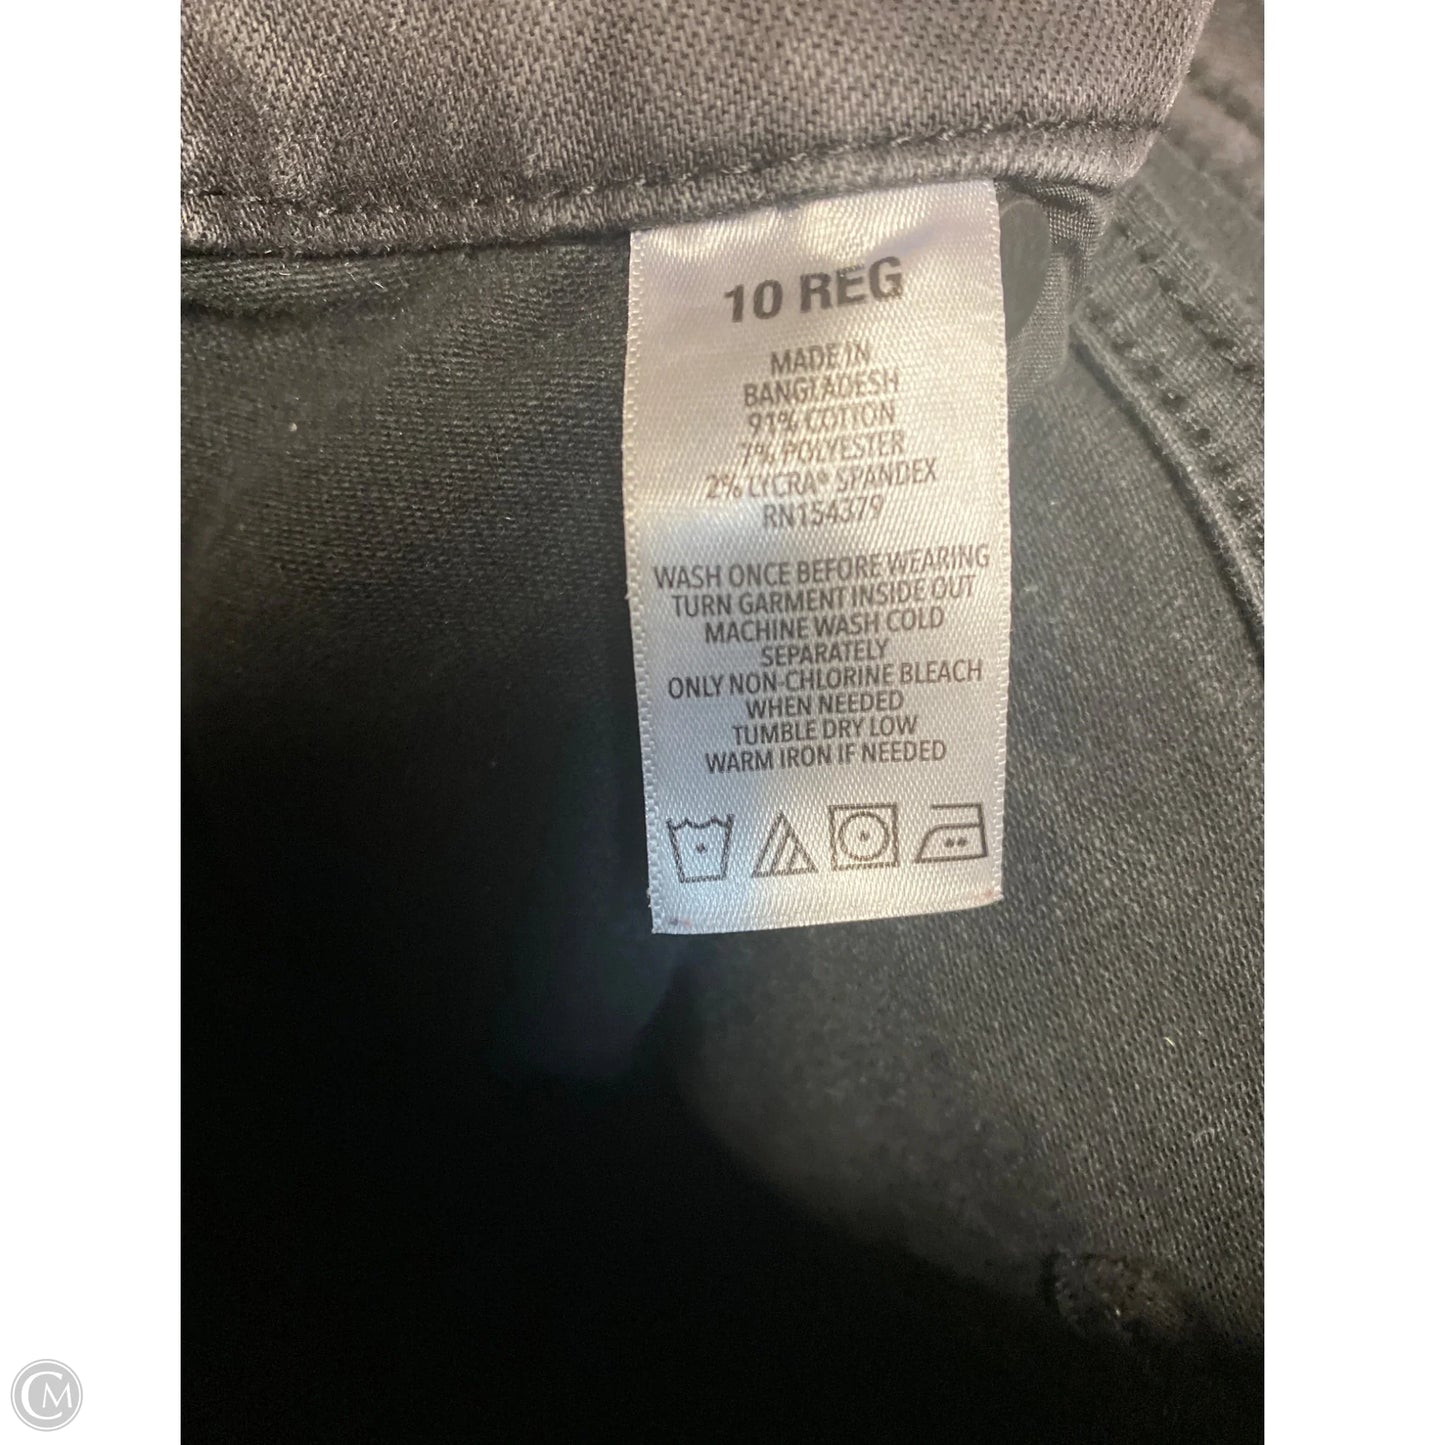 10 REG
MADE IN
BANGLADESH
91% COTTON
7% POLYESTER
2% LYCRA® SPANDEX
RN154379
WASH ONCE BEFORE WEARING
TURN GARMENT INSIDE OUT
MACHINE WASH COLD
SEPARATELY
ONLY NON-CHLORINE BLEACH
WHEN NEEDED
TUMBLE DRY LOW
WARM IRON IF NEEDED
CM